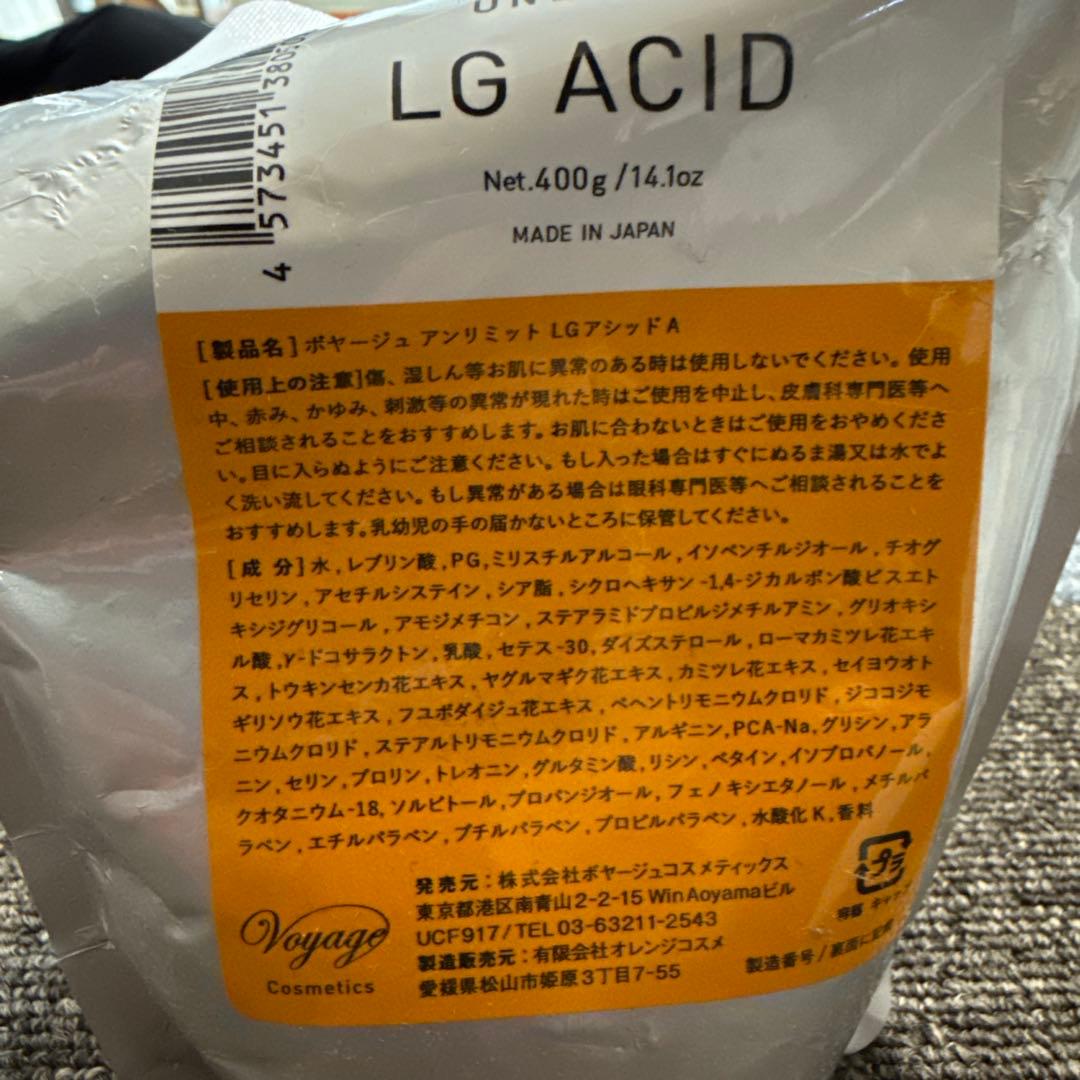 LG ACID
Net.400g/14.1oz
MADE IN JAPAN
4 573451 380
[製品名]ボヤージュ アンリミット LGアシッドA
[使用上の注意]傷、湿しん等お肌に異常のある時は使用しないでください。使用
中、赤み、かゆみ、刺激等の異常が現れた時はご使用を中止し、皮膚科専門医等へ
ご相談されることをおすすめします。お肌に合わないときはご使用をおやめくださ
い。目に入らぬようにご注意ください。もし入った場合はすぐにぬるま湯又は水でよ
く洗い流してください。もし異常がある場合は眼科専門医等へご相談されることを
おすすめします。乳幼児の手の届かないところに保管してください。
[成 分]水,レブリン酸,PG,ミリスチルアルコール,イソペンチルジオール,チオグ
リセリン,アセチルシステイン,シア脂,シクロヘキサン-1,4-ジカルボン酸ビスエト
キシジグリコール,アモジメチコン,ステアラミドプロピルジメチルアミン,グリオキシ
ル酸,γ-ドコサラクトン,乳酸,セテス-30,ダイズステロール,ローマカミツレ花エキ
ス,トウキンセンカ花エキス,ヤグルマギク花エキス,カミツレ花エキス,セイヨウオト
ギリソウ花エキス,フユボダイジュ花エキス,ベヘントリモニウムクロリド,ジココジモ
ニウムクロリド,ステアルトリモニウムクロリド,アルギニン,PCA-Na,グリシン,アラ
ニン,セリン,プロリン,トレオニン,グルタミン酸,リシン,ベタイン,イソプロパノール,
クオタニウム-18,ソルビトール,プロパンジオール,フェノキシエタノール,メチルパ
ラベン,エチルパラベン,ブチルパラベン,プロピルパラベン,水酸化K,香料
発売元:株式会社ボヤージュコスメティックス
東京都港区南青山2-2-15 WinAoyamaビル
UCF917/TEL03-63211-2543
製造販売元:有限会社オレンジコスメ
愛媛県松山市姫原3丁目7-55
Voyage
Cosmetics
プラ
容器 キャップ
製造番号/裏面に記載